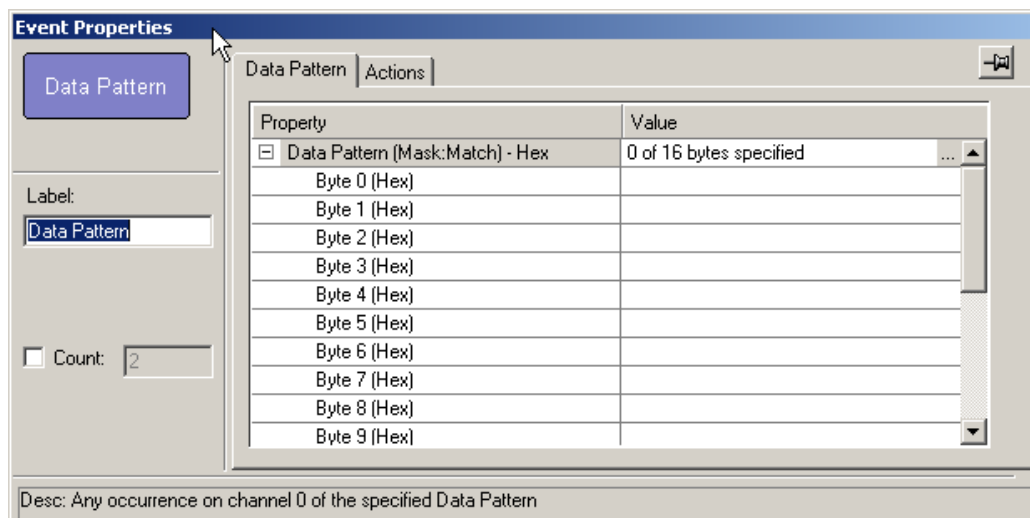 Event Properties
Data Pattern
Label:
Data Pattern
Count: 2
Data Pattern Actions
Property Value
Data Pattern (Mask:Match) - Hex 0 of 16 bytes specified ...
Byte 0 (Hex)
Byte 1 (Hex)
Byte 2 (Hex)
Byte 3 (Hex)
Byte 4 (Hex)
Byte 5 (Hex)
Byte 6 (Hex)
Byte 7 (Hex)
Byte 8 (Hex)
Byte 9 (Hex)
Desc: Any occurrence on channel 0 of the specified Data Pattern